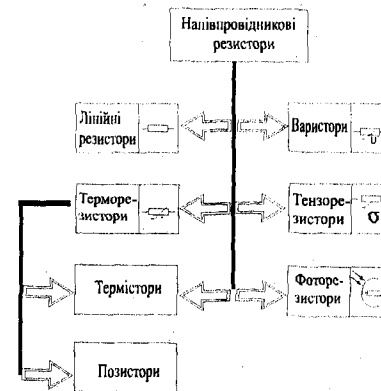 Напівпровідникові
резистори
Лінійні
резистори
Варистори
U
Терморе-
зистори
Тензоре-
зистори
σ
Термістори
Фоторе-
зистори
Позистори